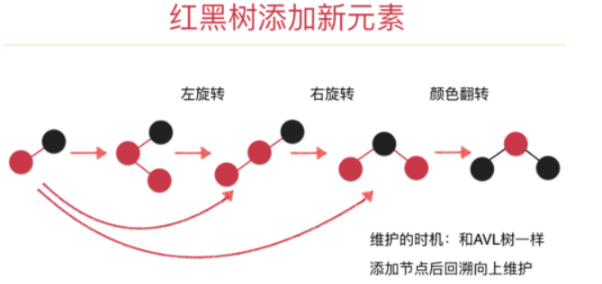 红黑树添加新元素
左旋转
右旋转
颜色翻转
维护的时机：和AVL树一样
添加节点后回溯向上维护